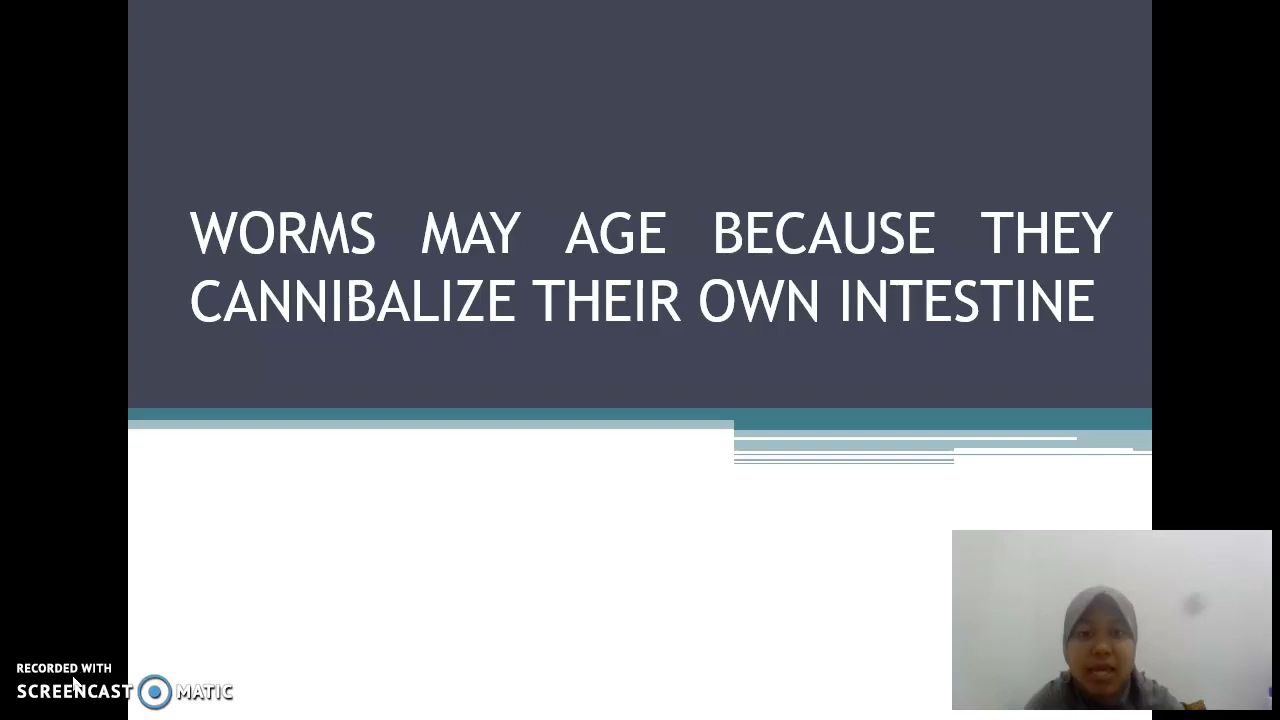 WORMS MAY AGE BECAUSE THEY
CANNIBALIZE THEIR OWN INTESTINE
RECORDED WITH
SCREENCAST MATIC